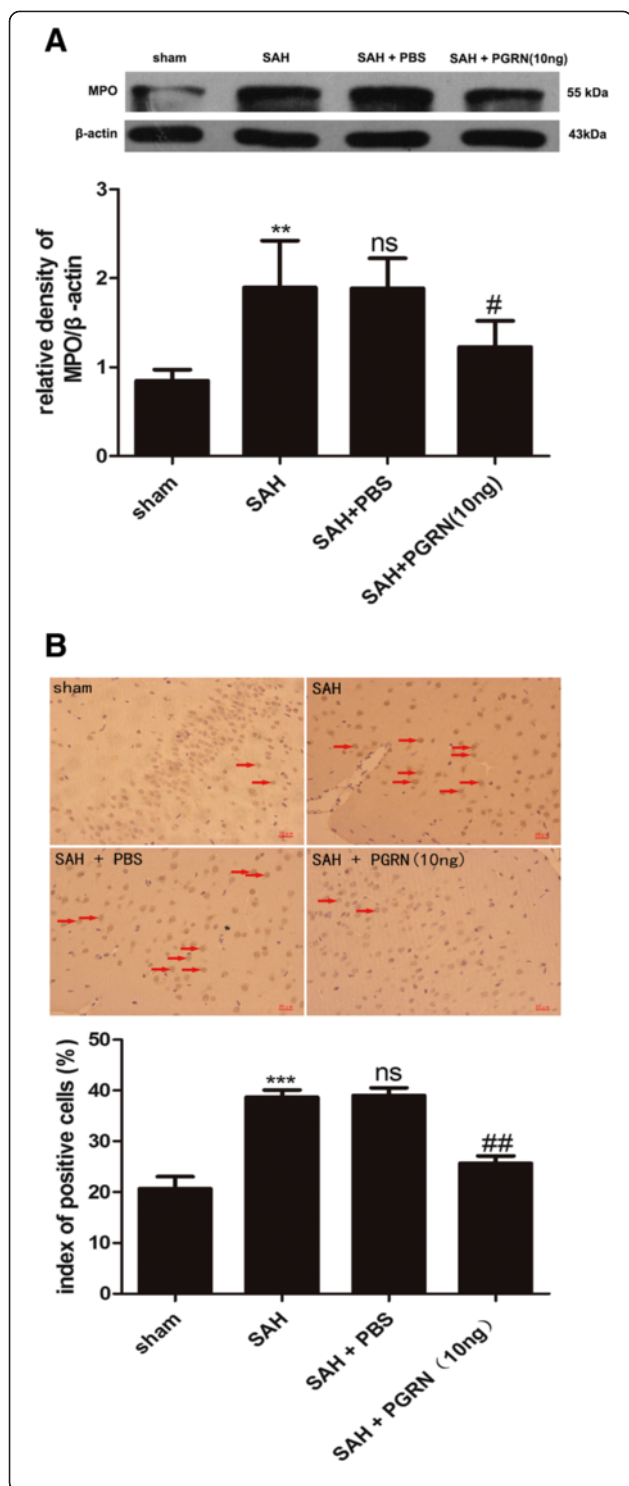 A
sham SAH SAH + PBS SAH + PGRN(10ng)
MPO 55 kDa
β-actin 43kDa
relative density of
MPO/β -actin
3
2
1
0
** ns #
sham SAH SAH+PBS SAH+PGRN(10ng)
B
sham SAH
SAH + PBS SAH + PGRN(10ng)
index of positive cells (%)
50
40
30
20
10
0
*** ns ##
sham SAH SAH + PBS SAH + PGRN（10ng）